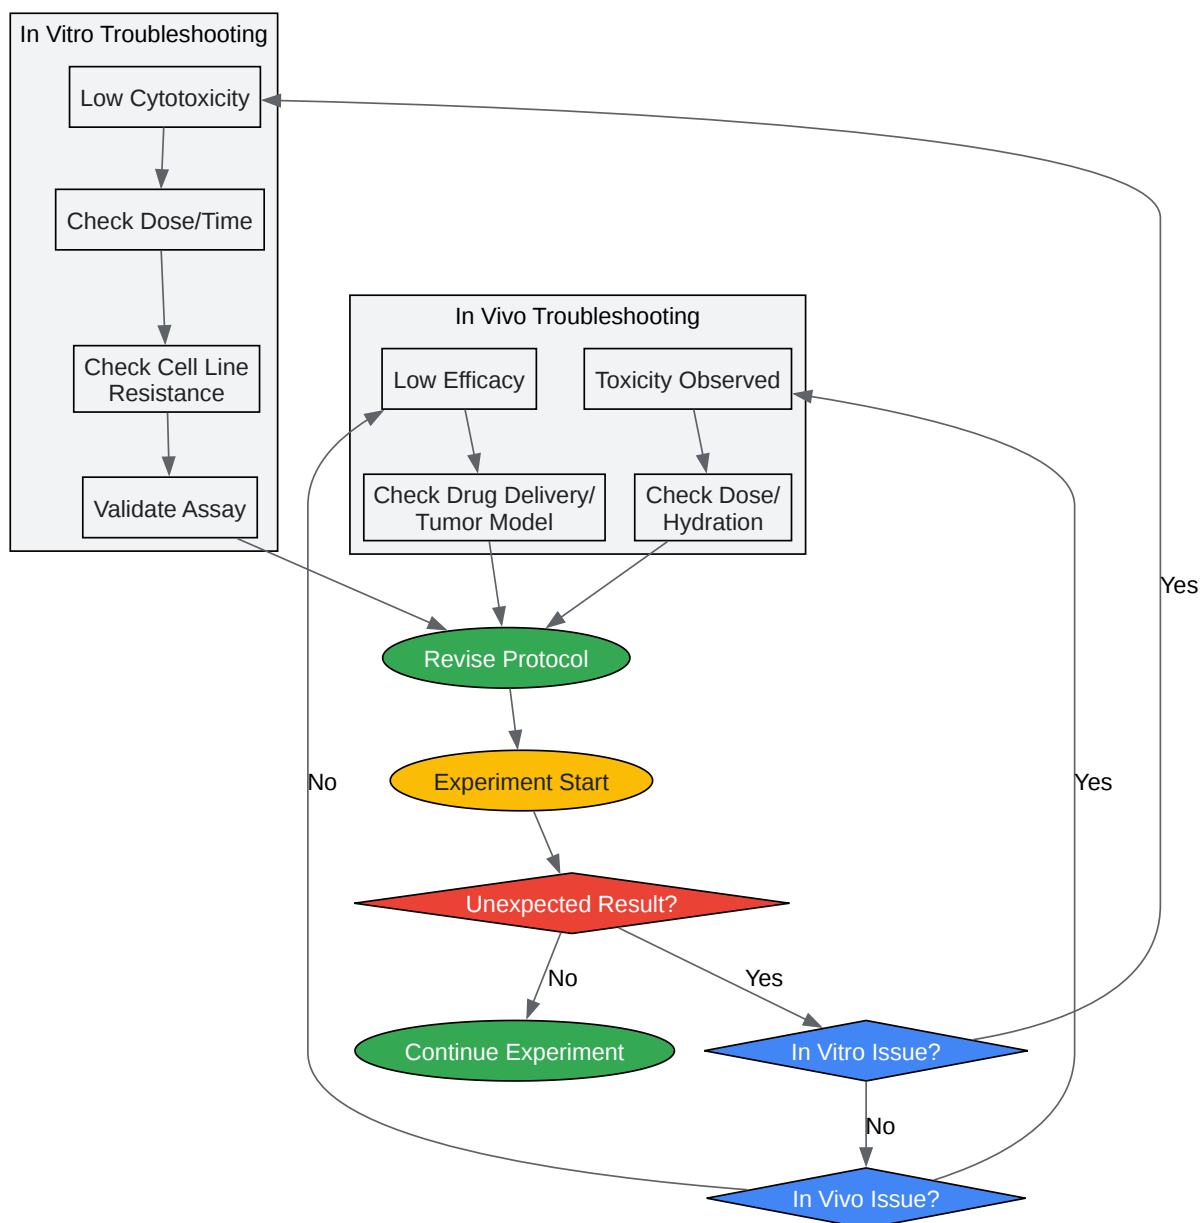 In Vitro Troubleshooting
Low Cytotoxicity
Check Dose/Time
Check Cell Line
Resistance
Validate Assay
In Vivo Troubleshooting
Low Efficacy
Toxicity Observed
Check Drug Delivery/
Tumor Model
Check Dose/
Hydration
Yes
Revise Protocol
Experiment Start
No
Yes
Unexpected Result?
No
Yes
Continue Experiment
In Vitro Issue?
No
In Vivo Issue?